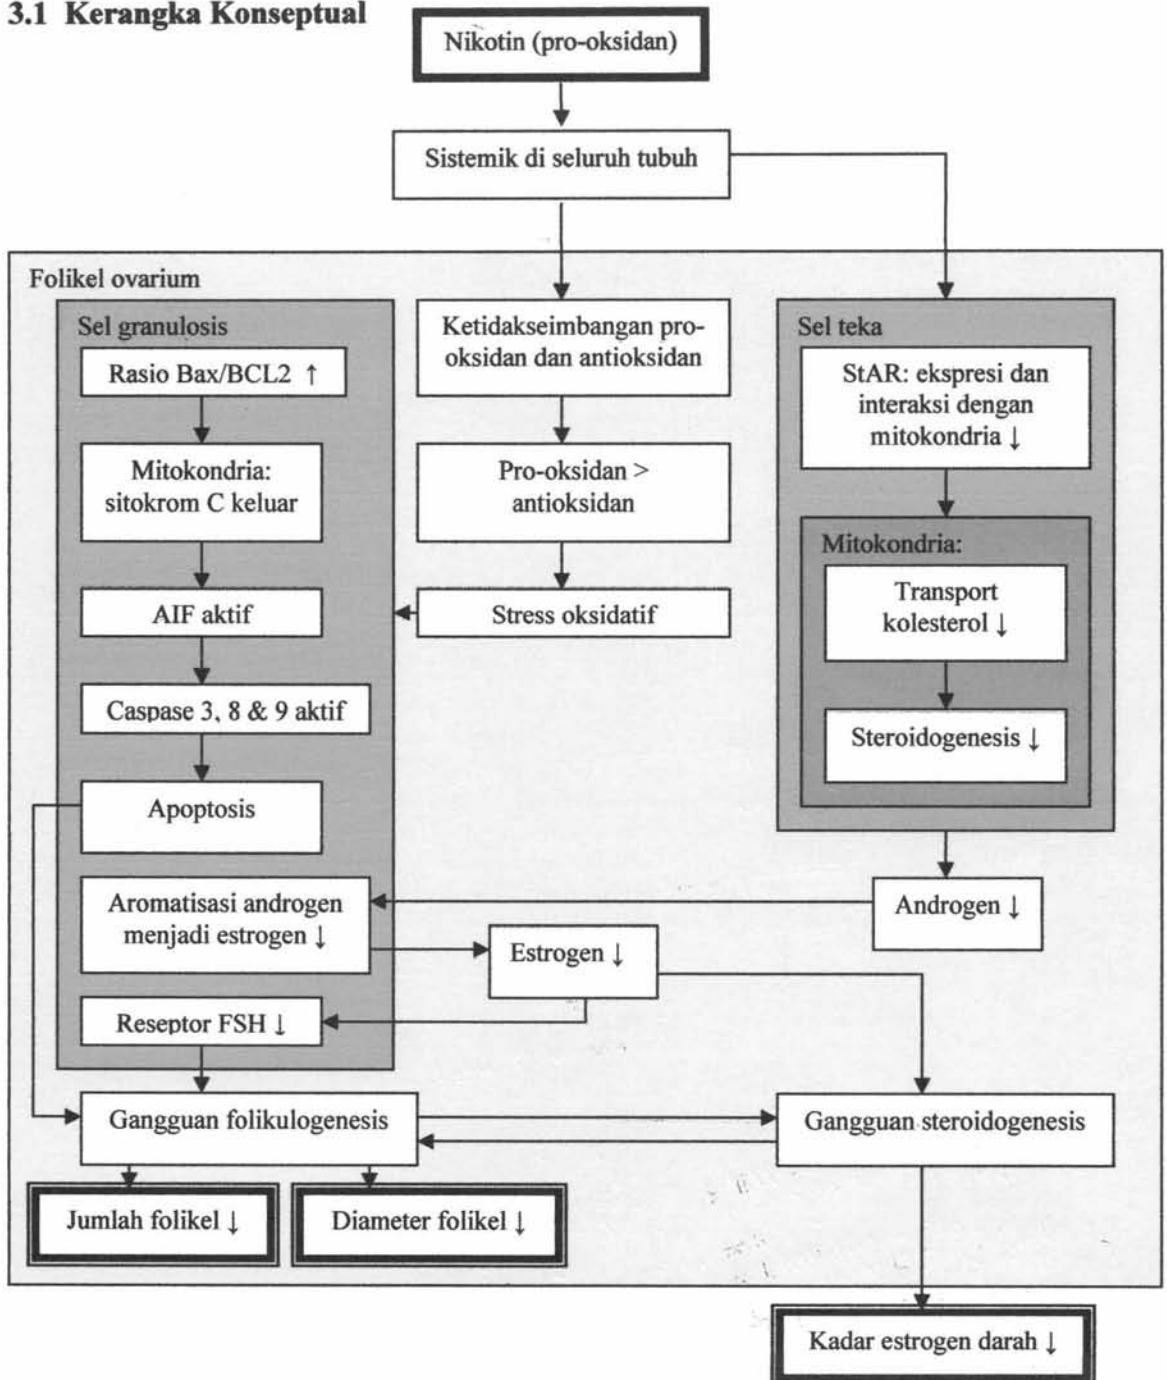 3.1 Kerangka Konseptual
Nikotin (pro-oksidan)
Sistemik di seluruh tubuh
Folikel ovarium
Sel granulosis
Rasio Bax/BCL2 ↑
Mitokondria:
sitokrom C keluar
AIF aktif
Caspase 3, 8 & 9 aktif
Apoptosis
Aromatisasi androgen
menjadi estrogen ↓
Reseptor FSH ↓
Ketidakseimbangan pro-
oksidan dan antioksidan
Pro-oksidan >
antioksidan
Stress oksidatif
Sel teka
StAR: ekspresi dan
interaksi dengan
mitokondria ↓
Mitokondria:
Transport
kolesterol ↓
Steroidogenesis ↓
Androgen ↓
Estrogen ↓
Gangguan folikulogenesis
Gangguan steroidogenesis
Jumlah folikel ↓
Diameter folikel ↓
Kadar estrogen darah ↓